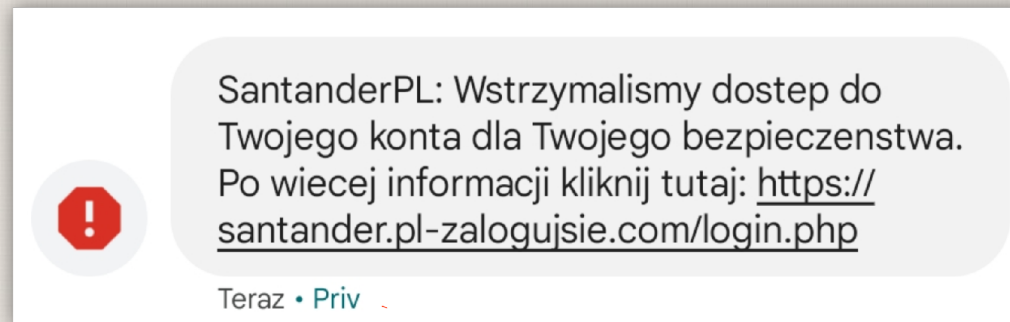 SantanderPL: Wstrzymalismy dostep do
Twojego konta dla Twojego bezpieczenstwa.
Po wiecej informacji kliknij tutaj: https://
santander.pl-zalogujsie.com/login.php
!
Teraz • Priv